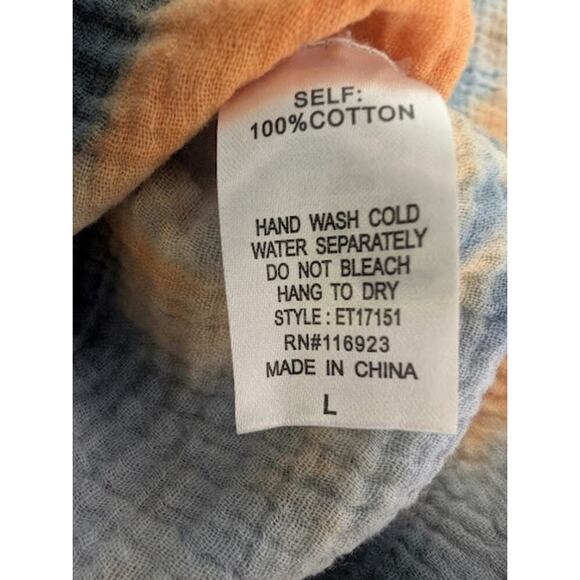 SELF:
100%COTTON
HAND WASH COLD
WATER SEPARATELY
DO NOT BLEACH
HANG TO DRY
STYLE : ET17151
RN#116923
MADE IN CHINA
L